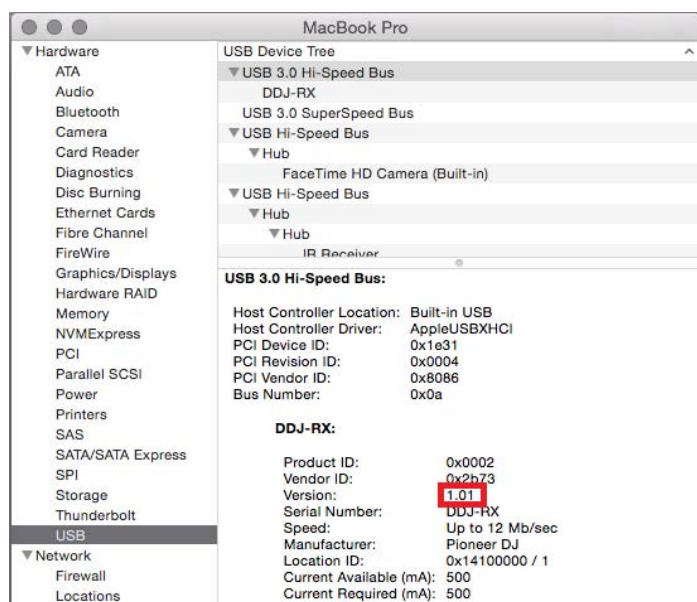 MacBook Pro
Hardware
ATA
Audio
Bluetooth
Camera
Card Reader
Diagnostics
Disc Burning
Ethernet Cards
Fibre Channel
FireWire
Graphics/Displays
Hardware RAID
Memory
NVMExpress
PCI
Parallel SCSI
Power
Printers
SAS
SATA/SATA Express
SPI
Storage
Thunderbolt
USB
Network
Firewall
Locations
USB Device Tree
USB 3.0 Hi-Speed Bus
DDJ-RX
USB 3.0 SuperSpeed Bus
USB Hi-Speed Bus
Hub
FaceTime HD Camera (Built-in)
USB Hi-Speed Bus
Hub
Hub
IR Receiver
USB 3.0 Hi-Speed Bus:
Host Controller Location: Built-in USB
Host Controller Driver: AppleUSBXHCI
PCI Device ID: 0x1e31
PCI Revision ID: 0x0004
PCI Vendor ID: 0x8086
Bus Number: 0x0a
DDJ-RX:
Product ID: 0x0002
Vendor ID: 0x2b73
Version: 1.01
Serial Number: DDJ-RX
Speed: Up to 12 Mb/sec
Manufacturer: Pioneer DJ
Location ID: 0x14100000 / 1
Current Available (mA): 500
Current Required (mA): 500